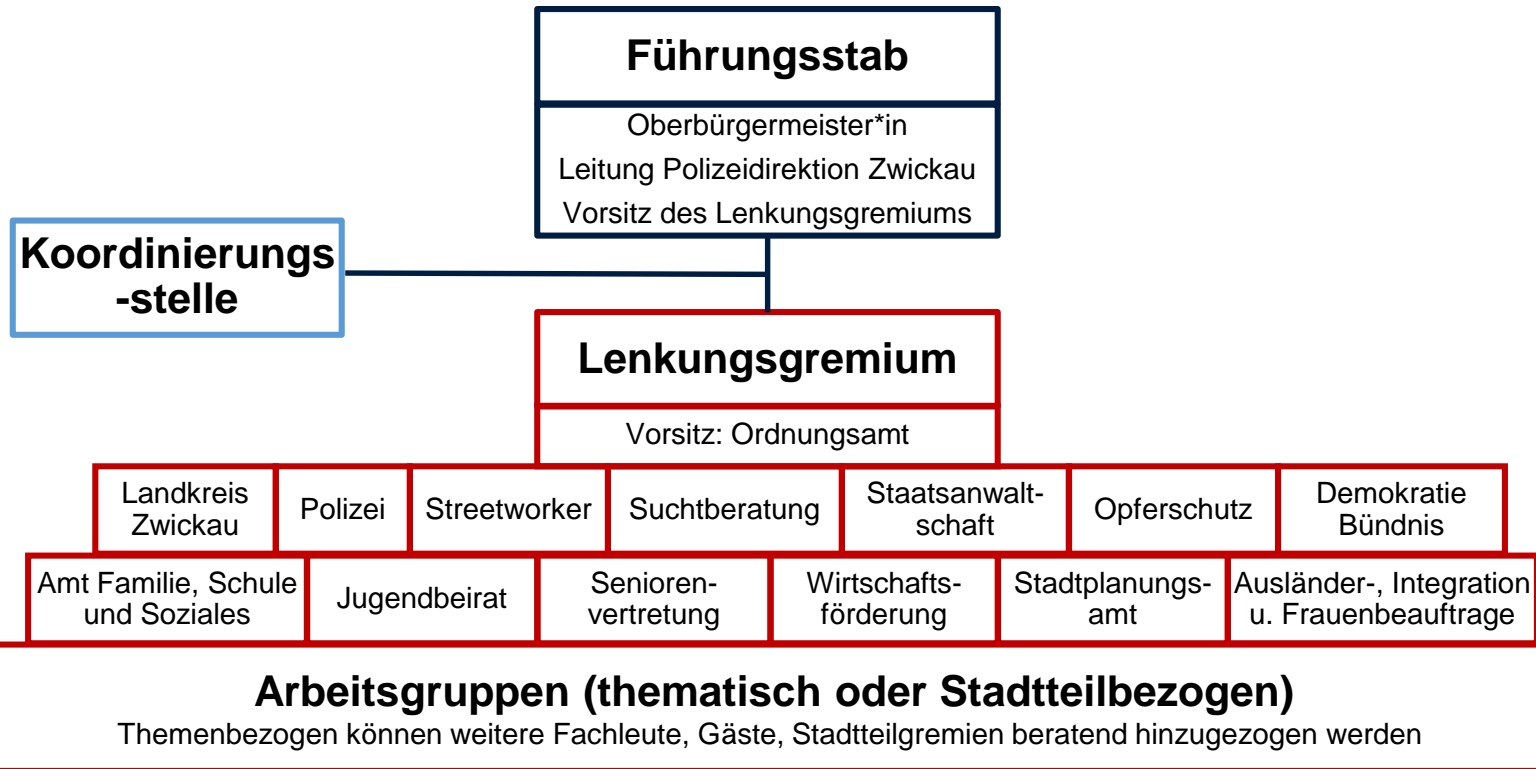 Führungsstab
Oberbürgermeister*in
Leitung Polizeidirektion Zwickau
Vorsitz des Lenkungsgremiums
Koordinierungs
-stelle
Lenkungsgremium
Vorsitz: Ordnungsamt
Landkreis
Zwickau
Polizei
Streetworker
Suchtberatung
Staatsanwalt-
schaft
Opferschutz
Demokratie
Bündnis
Amt Familie, Schule
und Soziales
Jugendbeirat
Senioren-
vertretung
Wirtschafts-
förderung
Stadtplanungs-
amt
Ausländer-, Integration
u. Frauenbeauftrage
Arbeitsgruppen (thematisch oder Stadtteilbezogen)
Themenbezogen können weitere Fachleute, Gäste, Stadtteilgremien beratend hinzugezogen werden